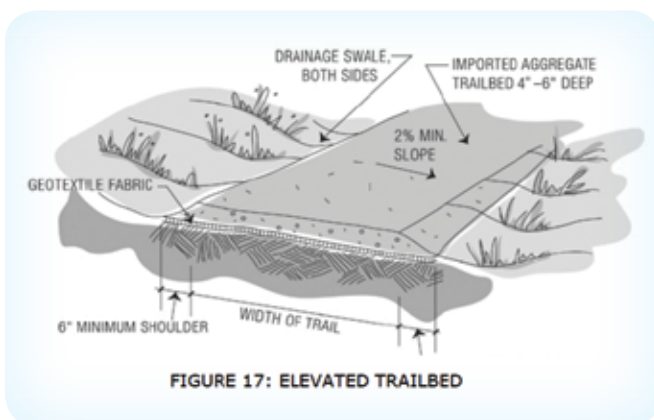 DRAINAGE SWALE,
BOTH SIDES
IMPORTED AGGREGATE
TRAILBED 4"–6" DEEP
2% MIN.
SLOPE
GEOTEXTILE FABRIC
6" MINIMUM SHOULDER
WIDTH OF TRAIL
FIGURE 17: ELEVATED TRAILBED